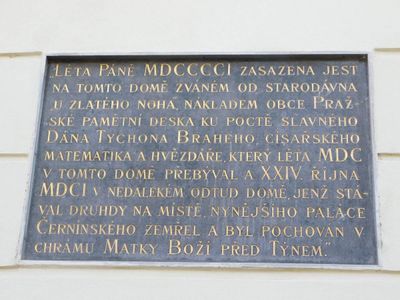 „Léta Páně MDCCCCI zasazena jest
na tomto domě zvaném od starodávna
u zlatého noha, nákladem obce Praž-
ské pamětní deska ku poctě slavného
Dána Tychona Braheho, císařského
matematika a hvězdáře, který léta MDC
v tomto domě přebýval a XXIV. října
MDCI v nedalekém odtud domě, jenž stá-
val druhdy na místě, nynějšího paláce
Černínského zemřel a byl pochován v
chrámu Matky Boží před Týnem.“